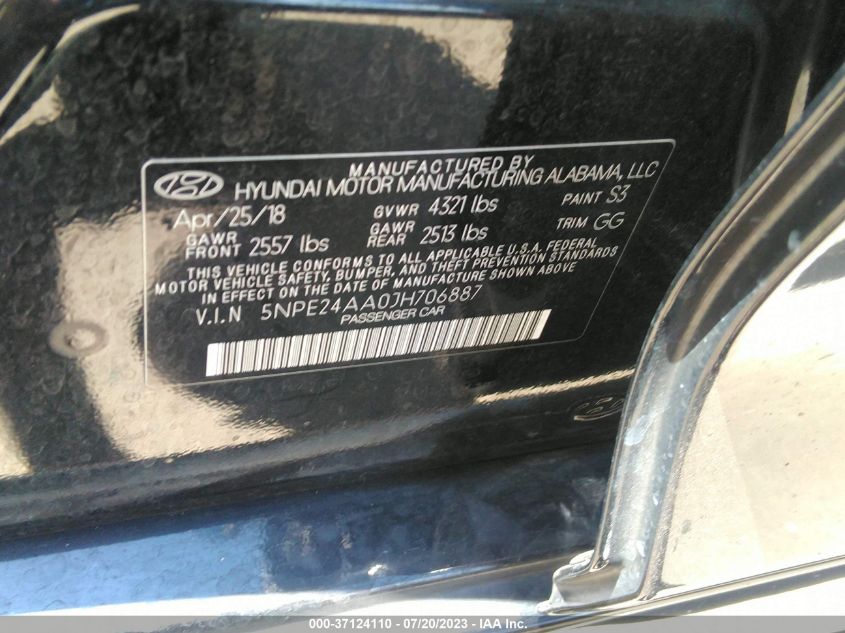 MANUFACTURED BY
HYUNDAI MOTOR MANUFACTURING ALABAMA, LLC
Apr/25/18 GVWR 4321 lbs PAINT S3
GAWR FRONT 2557 lbs GAWR REAR 2513 lbs TRIM GG
THIS VEHICLE CONFORMS TO ALL APPLICABLE U.S.A. FEDERAL
MOTOR VEHICLE SAFETY, BUMPER, AND THEFT PREVENTION STANDARDS
IN EFFECT ON THE DATE OF MANUFACTURE SHOWN ABOVE
V.I.N 5NPE24AA0JH706887
PASSENGER CAR
000-37124110 - 07/20/2023 - IAA Inc.